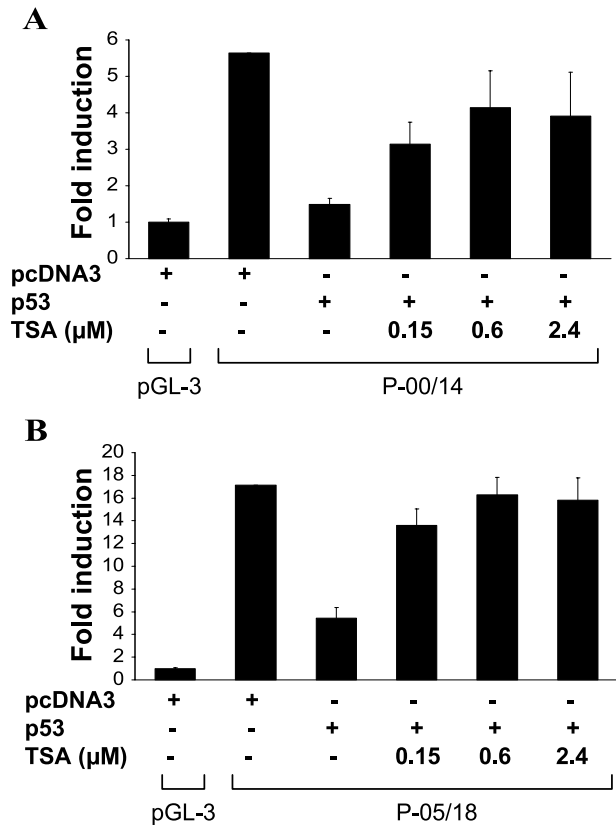 A
Fold induction
6
5
4
3
2
1
0
pcDNA3 + + - - - -
p53 - - + + + +
TSA (µM) - - - 0.15 0.6 2.4
pGL-3 P-00/14
B
Fold induction
20
18
16
14
12
10
8
6
4
2
0
pcDNA3 + + - - - -
p53 - - + + + +
TSA (µM) - - - 0.15 0.6 2.4
pGL-3 P-05/18